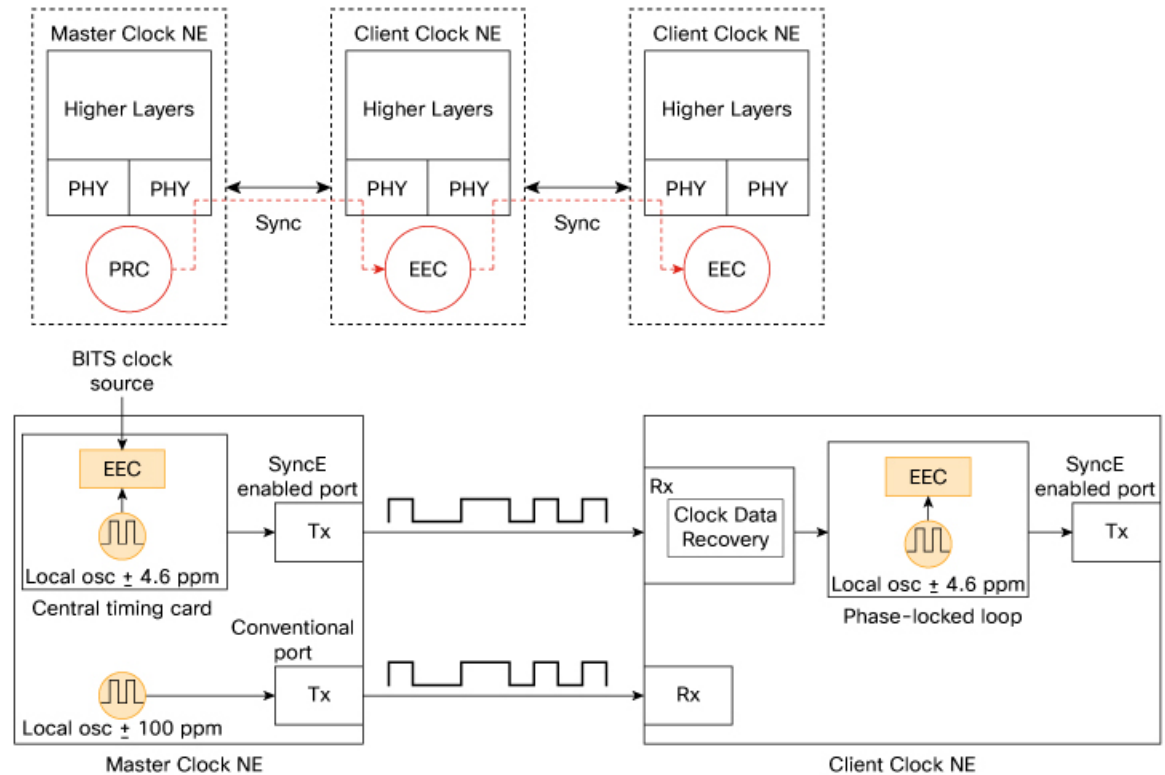 Master Clock NE
Client Clock NE
Client Clock NE
Higher Layers
Higher Layers
Higher Layers
PHY
PHY
PHY
PHY
PHY
PHY
Sync
Sync
PRC
EEC
EEC
BITS clock
source
EEC
SyncE
enabled port
Tx
Local osc ± 4.6 ppm
Central timing card
Conventional
port
Tx
Local osc ± 100 ppm
Master Clock NE
Rx
Clock Data
Recovery
EEC
Local osc ± 4.6 ppm
Phase-locked loop
SyncE
enabled port
Tx
Rx
Client Clock NE